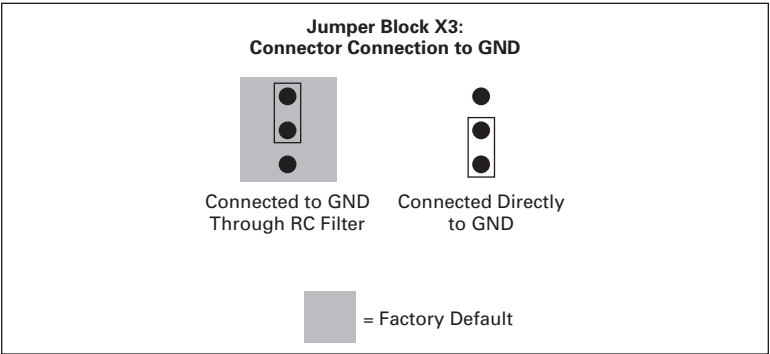 Jumper Block X3:
Connector Connection to GND
Connected to GND
Through RC Filter
Connected Directly
to GND
= Factory Default